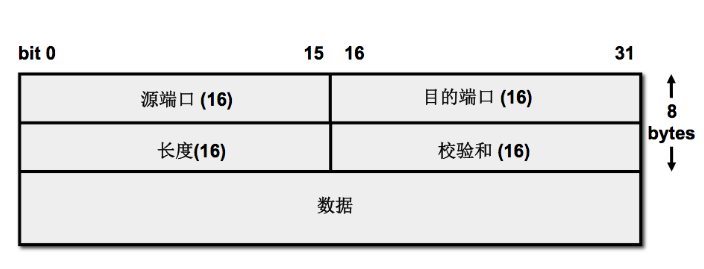 bit 0 15 16 31
源端口 (16) 目的端口 (16)
8
bytes
长度(16) 校验和 (16)
数据